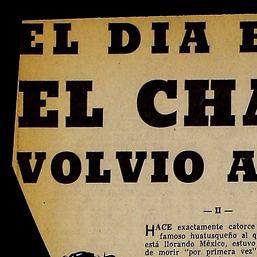 EL DIA
EL CHA
VOLVIO A
— II —
HACE exactamente catorce
famoso huatusqueño al q
está llorando México, estuvo
de morir "por primera vez"